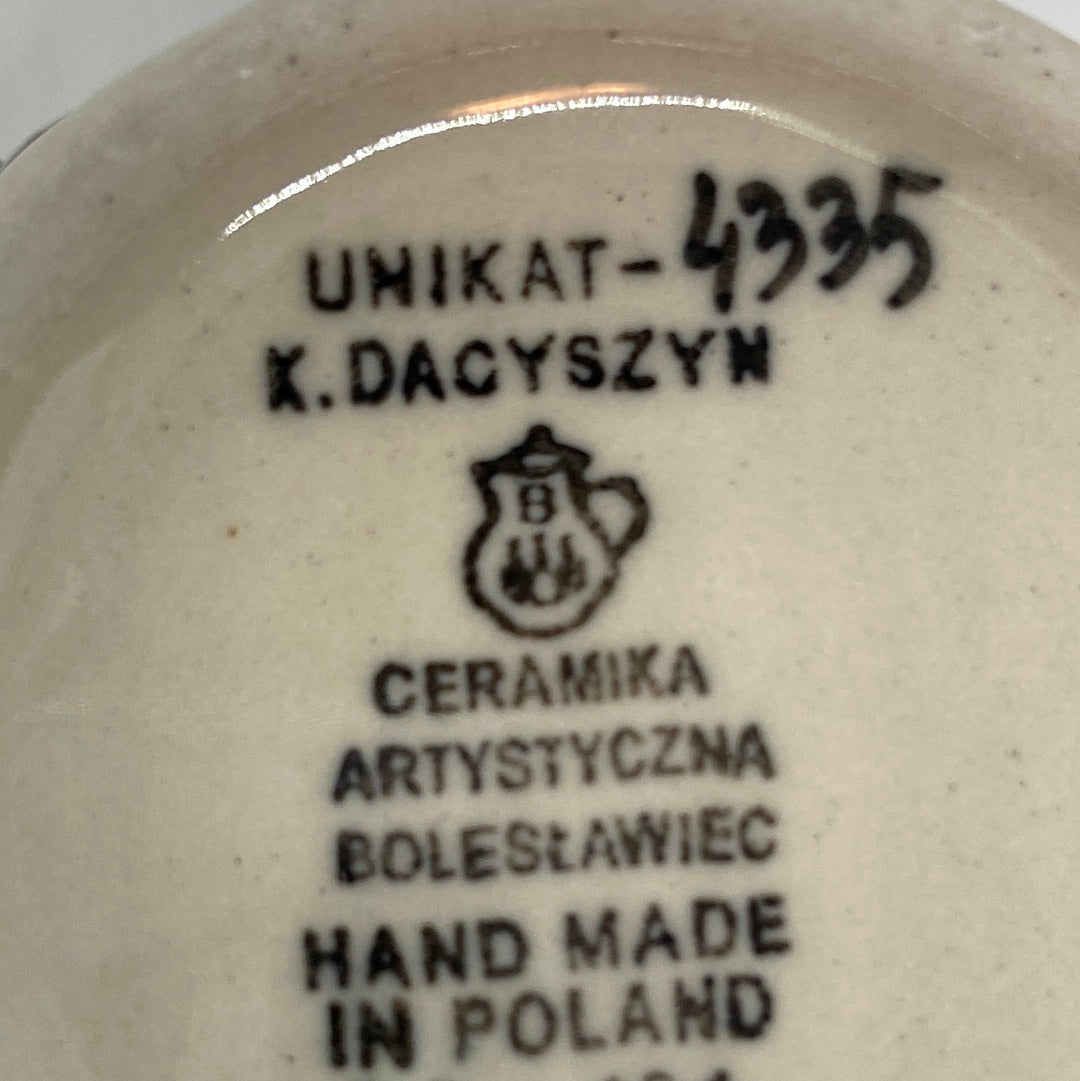 UNIKAT-4335
K.DACYSZYN
B
CERAMIKA
ARTYSTYCZNA
BOLESŁAWIEC
HAND MADE
IN POLAND